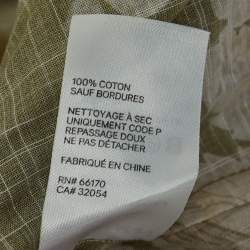 100% COTON
SAUF BORDURES
NETTOYAGE À SEC
UNIQUEMENT CODE P
REPASSAGE DOUX
NE PAS DÉTACHER
FABRIQUÉ EN CHINE
RN# 66170
CA# 32054